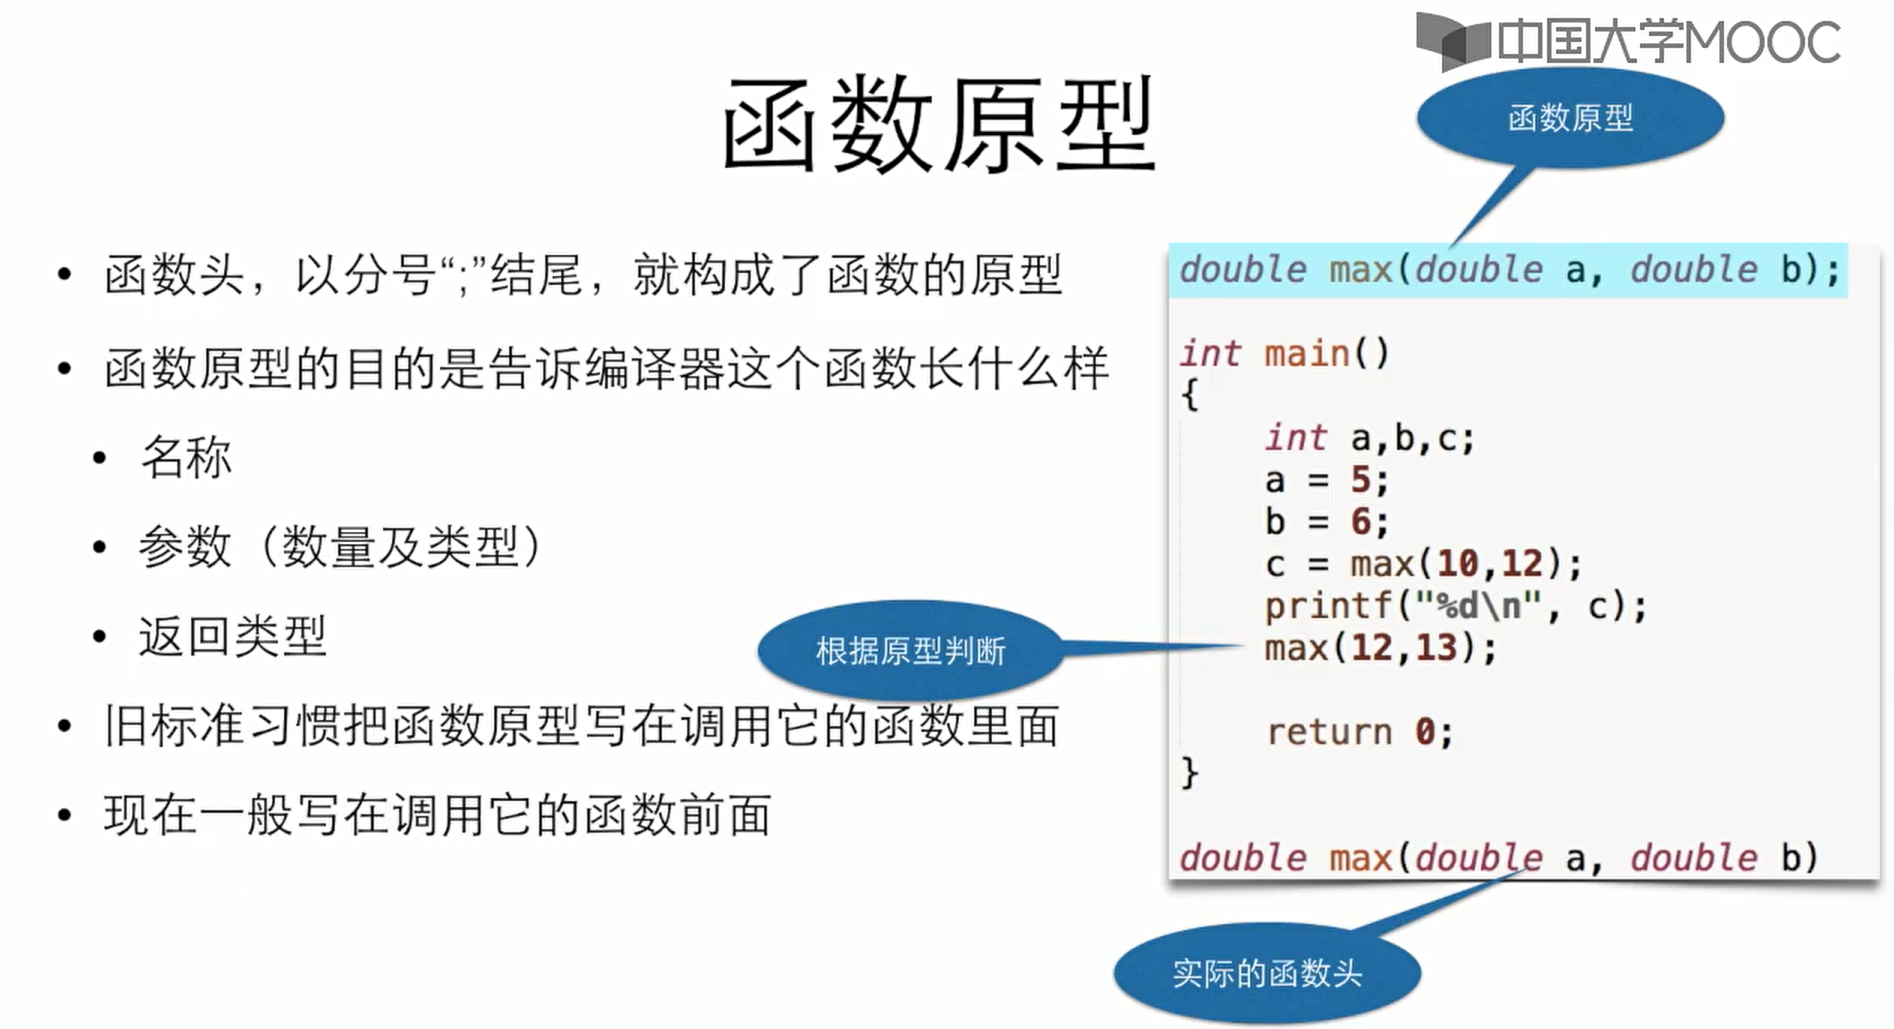 中国大学MOOC
函数原型
函数原型
• 函数头，以分号“;”结尾，就构成了函数的原型
• 函数原型的目的是告诉编译器这个函数长什么样
• 名称
• 参数（数量及类型）
• 返回类型
• 旧标准习惯把函数原型写在调用它的函数里面
• 现在一般写在调用它的函数前面
double max(double a, double b);
int main()
{
int a,b,c;
a = 5;
b = 6;
c = max(10,12);
printf("%d\n", c);
max(12,13);
根据原型判断
return 0;
}
double max(double a, double b)
实际的函数头